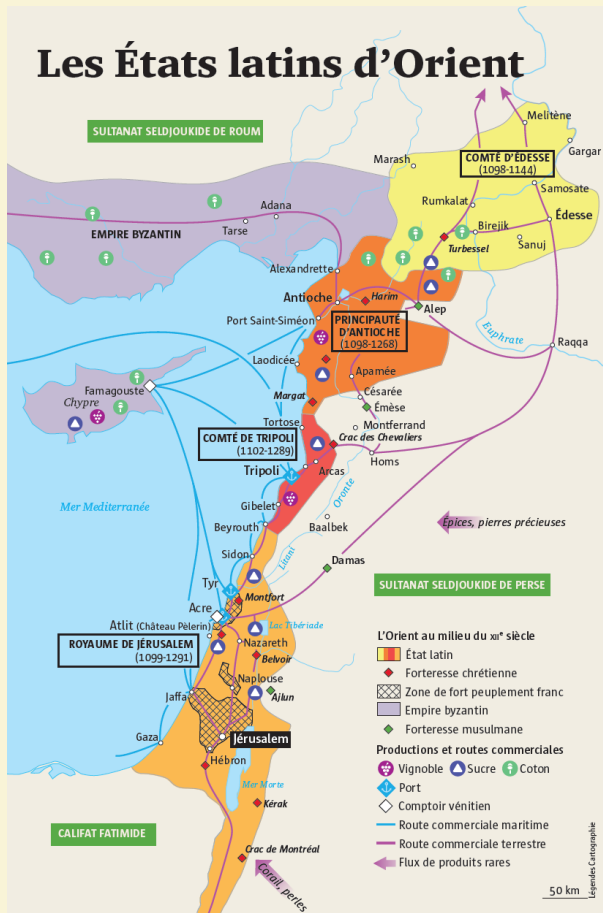 Les États latins d’Orient
SULTANAT SELDJOUKIDE DE ROUM
Melitène
Gargar
Marash
COMTÉ D’ÉDESSE
(1098-1144)
Samosate
Rumkalat
Édesse
Birejik
Sanuj
Turbessel
Adana
Tarse
EMPIRE BYZANTIN
Alexandrette
Antioche
Harim
Alep
Port Saint-Siméon
PRINCIPAUTÉ
D’ANTIOCHE
(1098-1268)
Euphrate
Raqqa
Laodicée
Apamée
Famagouste
Chypre
Margat
Césarée
Émèse
Tortose
Montferrand
COMTÉ DE TRIPOLI
(1102-1289)
Crac des Chevaliers
Homs
Tripoli
Arcas
Oronte
Mer Mediterranée
Gibelet
Beyrouth
Baalbek
Épices, pierres précieuses
Litani
Sidon
Damas
Tyr
Montfort
SULTANAT SELDJOUKIDE DE PERSE
Acre
Atlit (Château Pèlerin)
Lac Tibériade
ROYAUME DE JÉRUSALEM
(1099-1291)
Nazareth
Belvoir
Naplouse
Jaffa
Ajlun
Gaza
Jérusalem
Hébron
Mer Morte
Kérak
CALIFAT FATIMIDE
Crac de Montréal
Corail, perles
L’Orient au milieu du XIIe siècle
État latin
Forteresse chrétienne
Zone de fort peuplement franc
Empire byzantin
Forteresse musulmane
Productions et routes commerciales
Vignoble Sucre Coton
Port
Comptoir vénitien
Route commerciale maritime
Route commerciale terrestre
Flux de produits rares
50 km
Légendes Cartographie